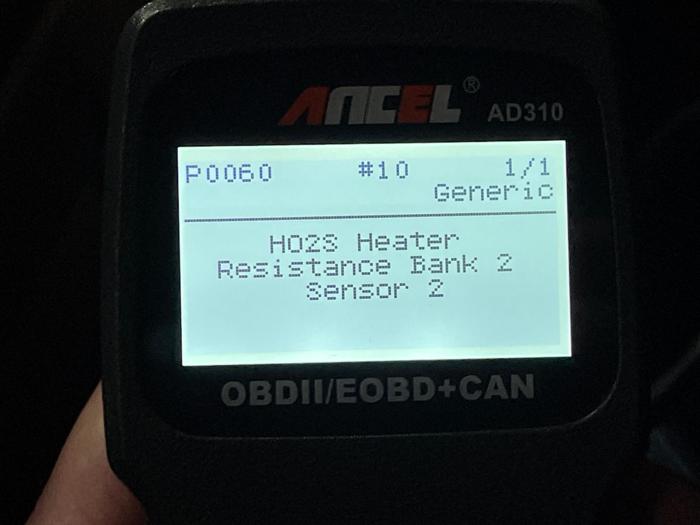 ANCEL®
AD310
P0060 #10 1/1
Generic
HO2S Heater
Resistance Bank 2
Sensor 2
OBDII/EOBD+CAN